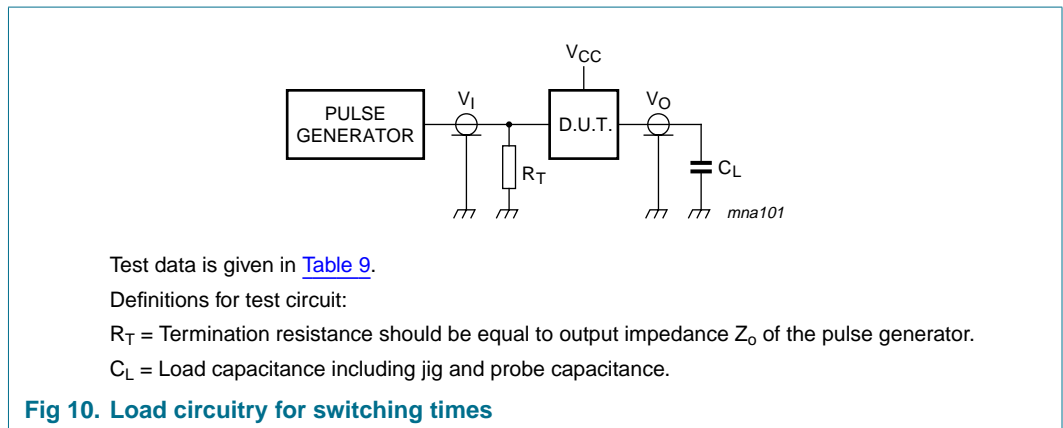 VCC
PULSE
GENERATOR
VI
D.U.T.
VO
RT
CL
mna101
Test data is given in Table 9.
Definitions for test circuit:
RT = Termination resistance should be equal to output impedance Zo of the pulse generator.
CL = Load capacitance including jig and probe capacitance.
Fig 10. Load circuitry for switching times